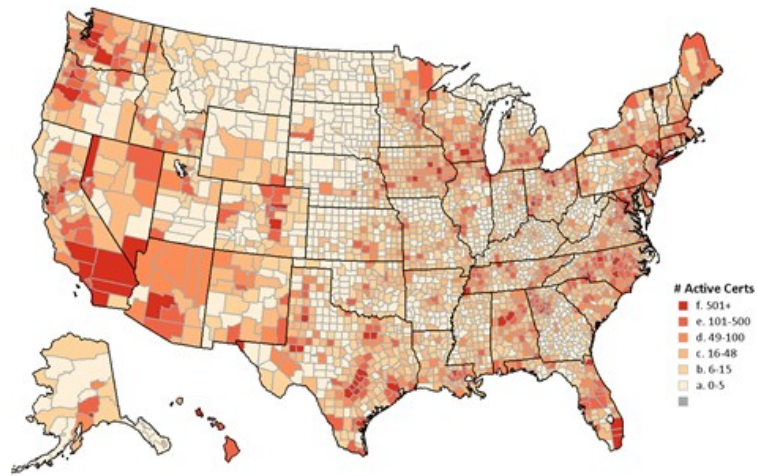 # Active Certs
f. 501+
e. 101-500
d. 49-100
c. 16-48
b. 6-15
a. 0-5